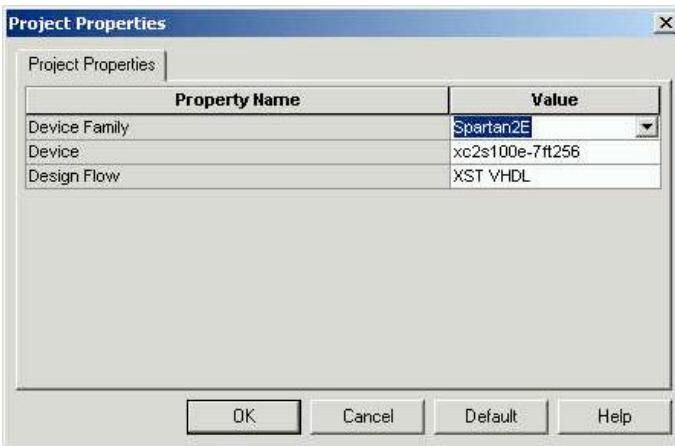 Project Properties
Project Properties
Property Name Value
Device Family Spartan2E
Device xc2s100e-7ft256
Design Flow XST VHDL
OK Cancel Default Help